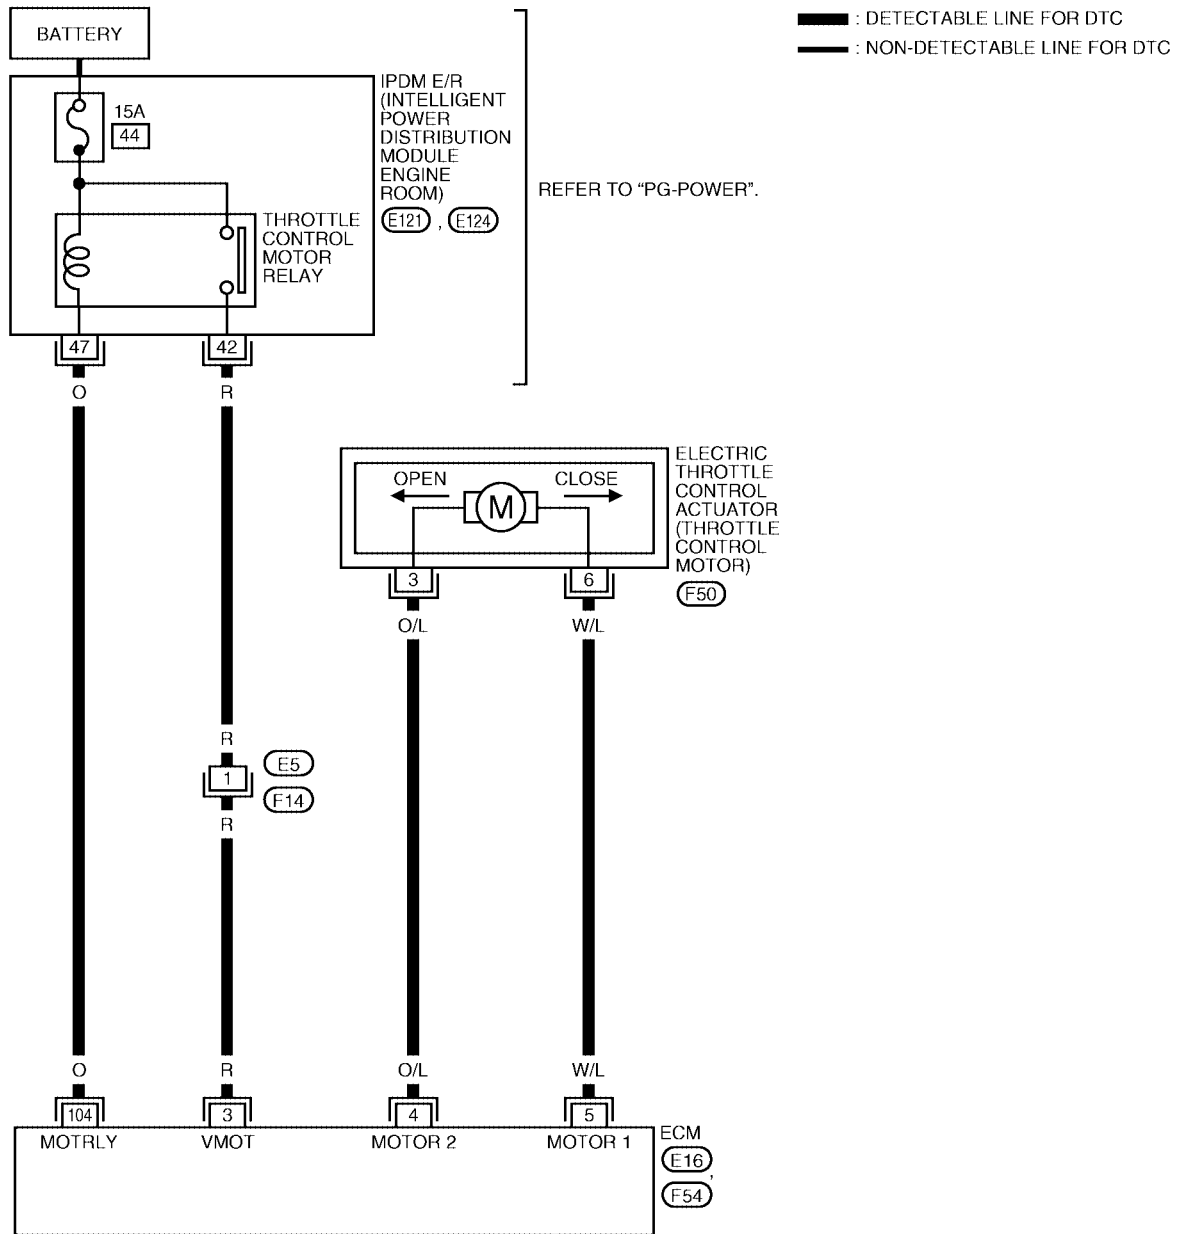 BATTERY
: DETECTABLE LINE FOR DTC
: NON-DETECTABLE LINE FOR DTC
15A
44
IPDM E/R
(INTELLIGENT
POWER
DISTRIBUTION
MODULE
ENGINE
ROOM)
E121 , E124
REFER TO “PG-POWER”.
THROTTLE
CONTROL
MOTOR
RELAY
47 42
O R
OPEN CLOSE
M
ELECTRIC
THROTTLE
CONTROL
ACTUATOR
(THROTTLE
CONTROL
MOTOR)
F50
3 6
O/L W/L
R
1
E5
F14
R
O R O/L W/L
104 3 4 5
MOTRLY VMOT MOTOR 2 MOTOR 1
ECM
E16 ,
F54